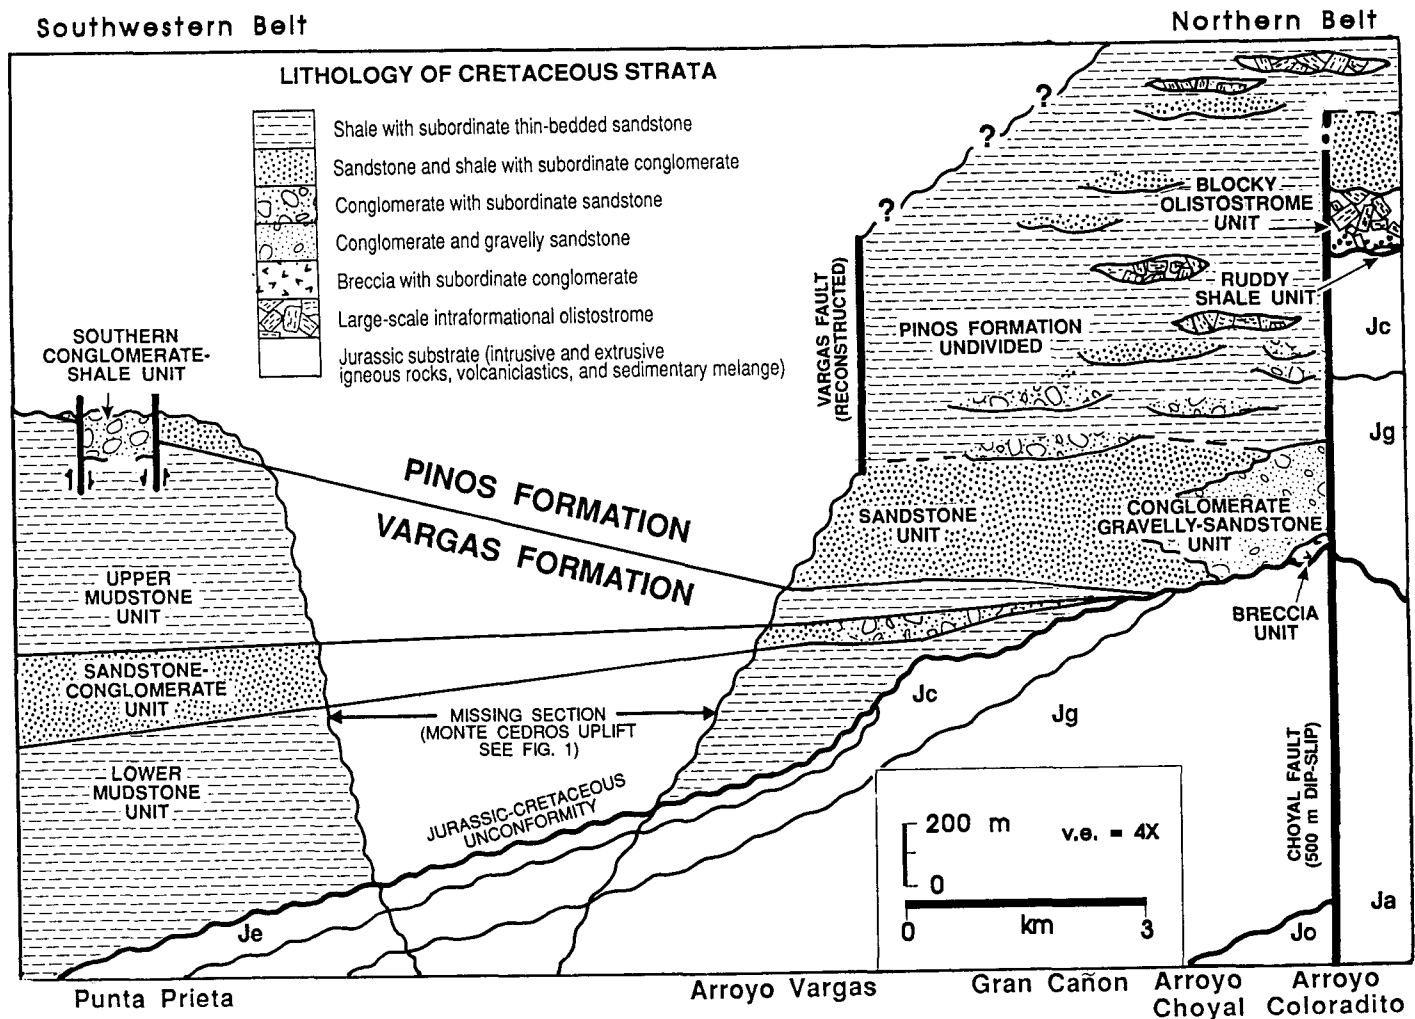 Southwestern Belt
Northern Belt
LITHOLOGY OF CRETACEOUS STRATA
Shale with subordinate thin-bedded sandstone
Sandstone and shale with subordinate conglomerate
Conglomerate with subordinate sandstone
Conglomerate and gravelly sandstone
Breccia with subordinate conglomerate
Large-scale intraformational olistostrome
Jurassic substrate (intrusive and extrusive
igneous rocks, volcaniclastics, and sedimentary melange)
SOUTHERN
CONGLOMERATE-
SHALE UNIT
UPPER
MUDSTONE
UNIT
SANDSTONE-
CONGLOMERATE
UNIT
LOWER
MUDSTONE
UNIT
PINOS FORMATION
VARGAS FORMATION
MISSING SECTION
(MONTE CEDROS UPLIFT
SEE FIG. 1)
JURASSIC-CRETACEOUS
UNCONFORMITY
?
?
?
VARGAS FAULT
(RECONSTRUCTED)
PINOS FORMATION
UNDIVIDED
BLOCKY
OLISTOSTROME
UNIT
RUDDY
SHALE UNIT
SANDSTONE
UNIT
CONGLOMERATE
GRAVELLY-SANDSTONE
UNIT
BRECCIA
UNIT
CHOYAL FAULT
(500 m DIP-SLIP)
Jc
Jg
Ja
Jo
Jc
Jg
Je
200 m
0
v.e. = 4X
0 km 3
Punta Prieta
Arroyo Vargas
Gran Cañon
Arroyo
Choyal
Arroyo
Coloradito